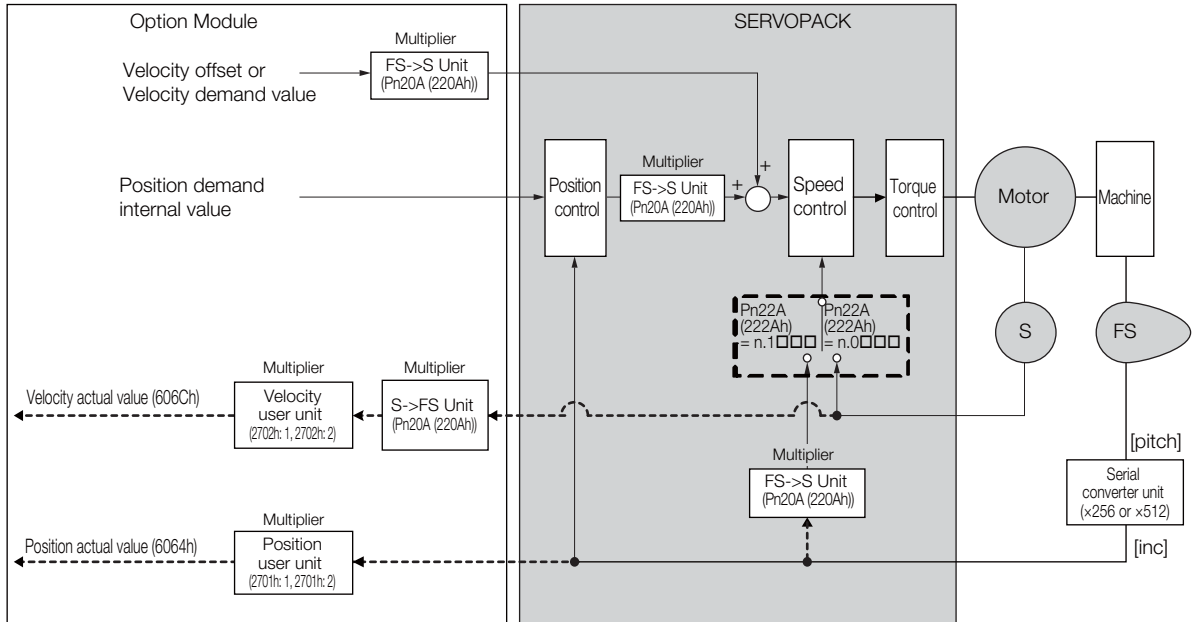 Option Module
SERVOPACK
Multiplier
FS->S Unit
(Pn20A (220Ah))
Velocity offset or
Velocity demand value
Position demand
internal value
Position
control
Multiplier
FS->S Unit
(Pn20A (220Ah))
+
+
Speed
control
Torque
control
Motor
Machine
Pn22A
(222Ah)
= n.1□□□
Pn22A
(222Ah)
= n.0□□□
S
FS
Velocity actual value (606Ch)
Multiplier
Velocity
user unit
(2702h: 1, 2702h: 2)
Multiplier
S->FS Unit
(Pn20A (220Ah))
Multiplier
FS->S Unit
(Pn20A (220Ah))
[pitch]
Serial
converter unit
(×256 or ×512)
[inc]
Position actual value (6064h)
Multiplier
Position
user unit
(2701h: 1, 2701h: 2)